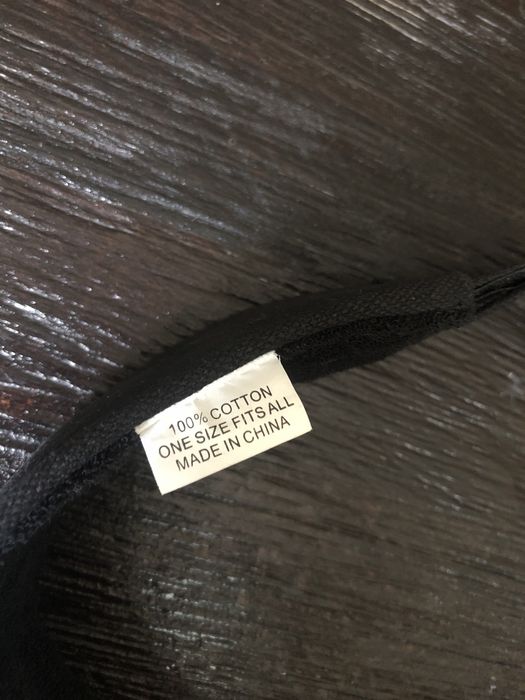 100% COTTON
ONE SIZE FITS ALL
MADE IN CHINA